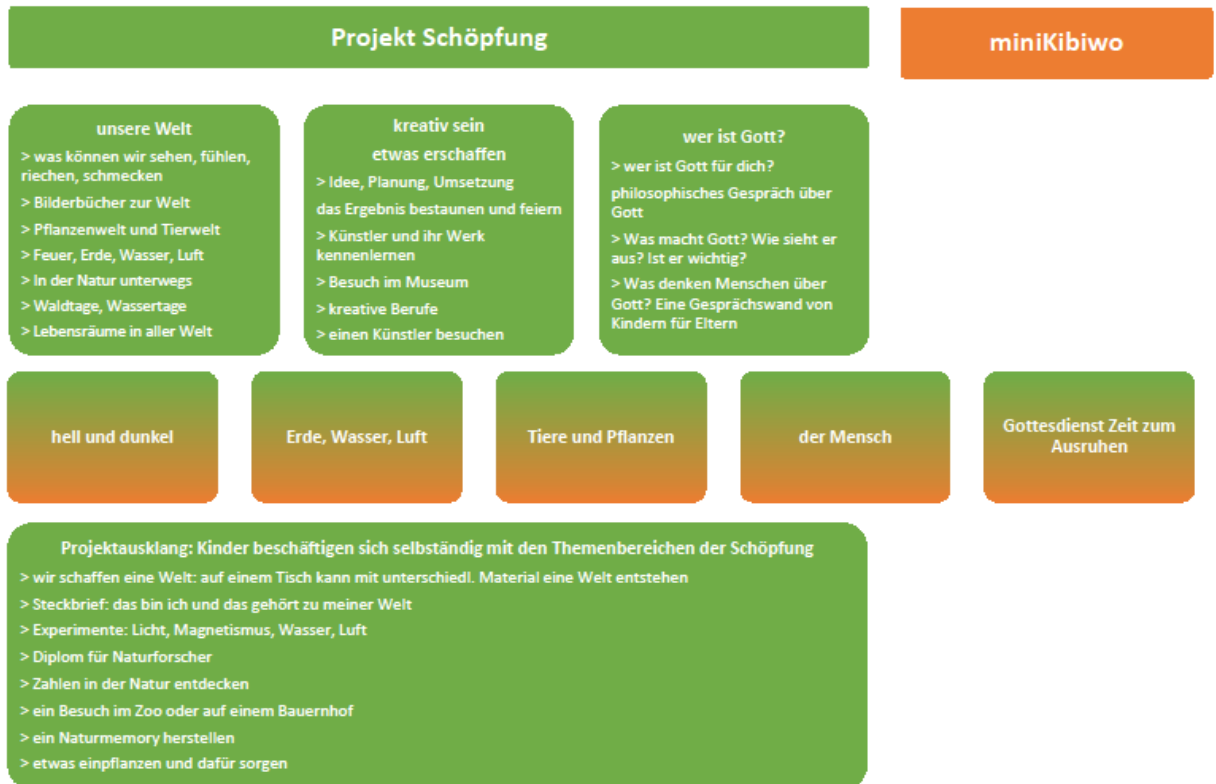 Projekt Schöpfung
miniKibiwo
unsere Welt
> was können wir sehen, fühlen,
riechen, schmecken
> Bilderbücher zur Welt
> Pflanzenwelt und Tierwelt
> Feuer, Erde, Wasser, Luft
> In der Natur unterwegs
> Waldtage, Wassertage
> Lebensräume in aller Welt
kreativ sein
etwas erschaffen
> Idee, Planung, Umsetzung
das Ergebnis bestaunen und feiern
> Künstler und ihr Werk
kennenlernen
> Besuch im Museum
> kreative Berufe
> einen Künstler besuchen
wer ist Gott?
> wer ist Gott für dich?
philosophisches Gespräch über
Gott
> Was macht Gott? Wie sieht er
aus? Ist er wichtig?
> Was denken Menschen über
Gott? Eine Gesprächswand von
Kindern für Eltern
hell und dunkel
Erde, Wasser, Luft
Tiere und Pflanzen
der Mensch
Gottesdienst Zeit zum
Ausruhen
Projektausklang: Kinder beschäftigen sich selbständig mit den Themenbereichen der Schöpfung
> wir schaffen eine Welt: auf einem Tisch kann mit unterschiedl. Material eine Welt entstehen
> Steckbrief: das bin ich und das gehört zu meiner Welt
> Experimente: Licht, Magnetismus, Wasser, Luft
> Diplom für Naturforscher
> Zahlen in der Natur entdecken
> ein Besuch im Zoo oder auf einem Bauernhof
> ein Naturmemory herstellen
> etwas einpflanzen und dafür sorgen